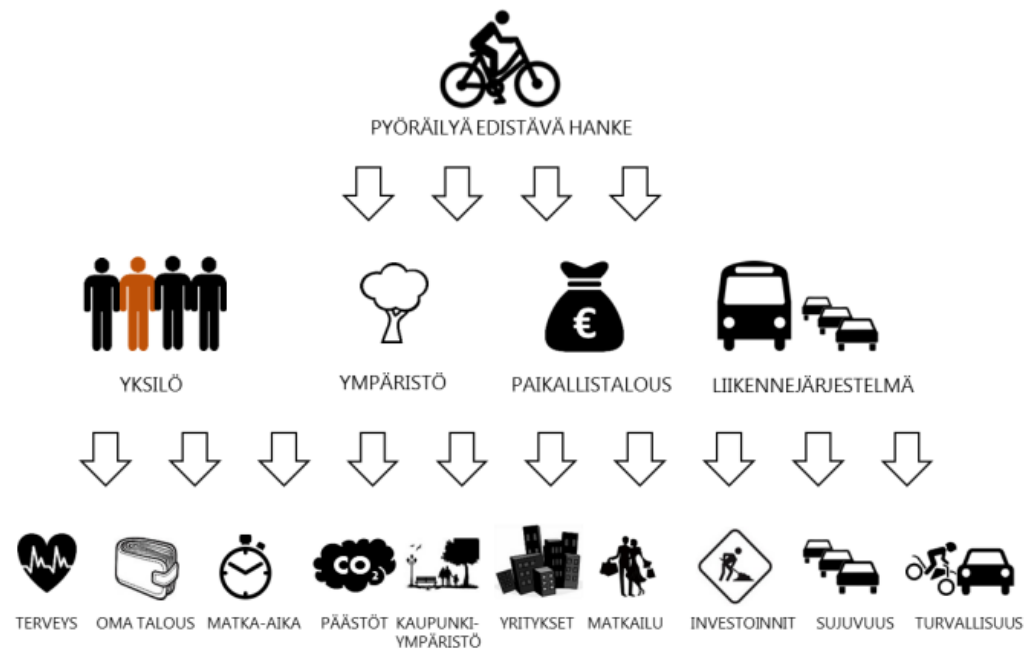 PYÖRÄILYÄ EDISTÄVÄ HANKE
€
YKSILÖ
YMPÄRISTÖ
PAIKALLISTALOUS
LIIKENNEJÄRJESTELMÄ
CO2
TERVEYS
OMA TALOUS
MATKA-AIKA
PÄÄSTÖT
KAUPUNKI-
YMPÄRISTÖ
YRITYKSET
MATKAILU
INVESTOINNIT
SUJUVUUS
TURVALLISUUS